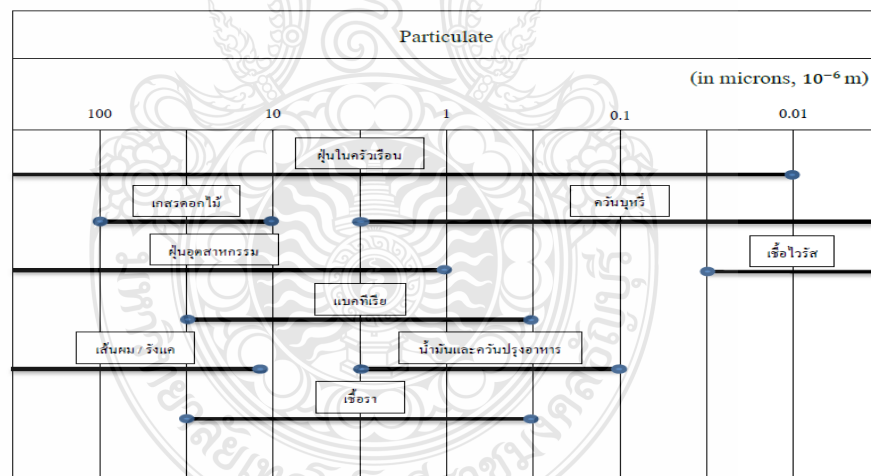 Particulate
(in microns, 10⁻⁶ m)
100 10 1 0.1 0.01
ฝุ่นในครัวเรือน
เกสรดอกไม้ ควันบุหรี่
ฝุ่นอุตสาหกรรม เชื้อไวรัส
แบคทีเรีย
เส้นผม / รังแค น้ำมันและควันปรุงอาหาร
เชื้อรา